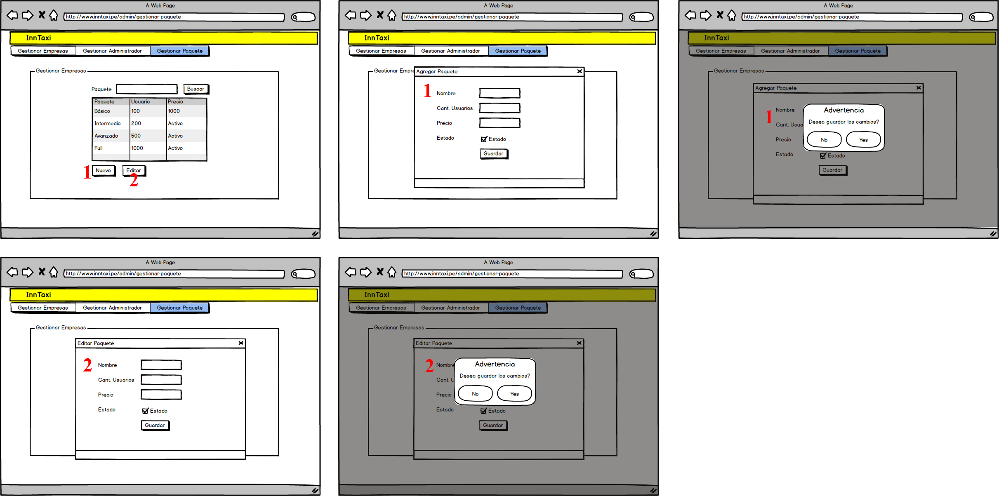 A Web Page
http://www.inntaxi.pe/admin/gestionar-paquete
InnTaxi
Gestionar Empresas Gestionar Administrador Gestionar Paquete
Gestionar Empresas
Paquete Buscar
Paquete Usuario Precio
Básico 100 1000
Intermedio 200 Activo
Avanzado 500 Activo
Full 1000 Activo
1 Nuevo Editar
2
A Web Page
http://www.inntaxi.pe/admin/gestionar-paquete
InnTaxi
Gestionar Empresas Gestionar Administrador Gestionar Paquete
Gestionar Empre
Agregar Paquete
1 Nombre
Cant. Usuarios
Precio
Estado Estado
Guardar
A Web Page
http://www.inntaxi.pe/admin/gestionar-paquete
InnTaxi
Gestionar Empresas Gestionar Administrador Gestionar Paquete
Gestionar Empresas
Agregar Paquete
1 Nombre
Cant. Usua
Precio
Estado Estado
Guardar
Advertencia
Desea guardar los cambios?
No Yes
A Web Page
http://www.inntaxi.pe/admin/gestionar-paquete
InnTaxi
Gestionar Empresas Gestionar Administrador Gestionar Paquete
Gestionar Empresas
Editar Paquete
2 Nombre
Cant. Usuarios
Precio
Estado Estado
Guardar
A Web Page
http://www.inntaxi.pe/admin/gestionar-paquete
InnTaxi
Gestionar Empresas Gestionar Administrador Gestionar Paquete
Gestionar Empresas
Editar Paquete
2 Nombre
Cant. U
Precio
Estado Estado
Guardar
Advertencia
Desea guardar los cambios?
No Yes